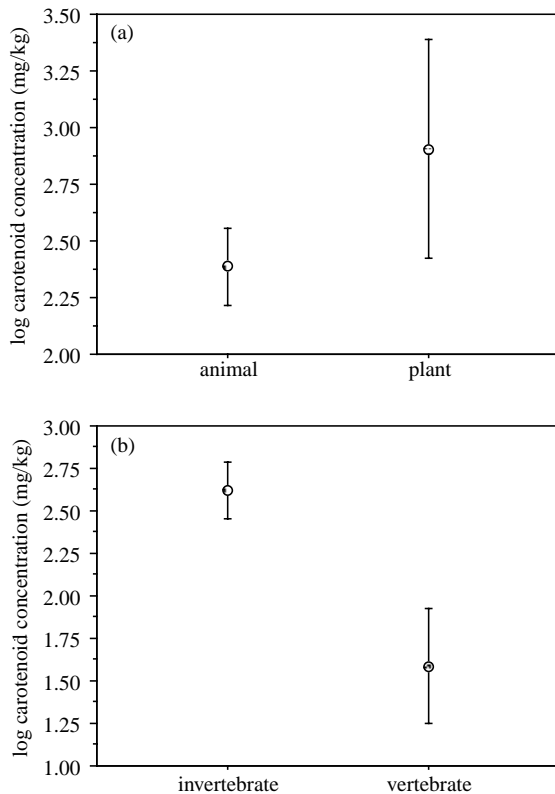 (a)
log carotenoid concentration (mg/kg)
3.50
3.25
3.00
2.75
2.50
2.25
2.00
animal plant
(b)
log carotenoid concentration (mg/kg)
3.00
2.75
2.50
2.25
2.00
1.75
1.50
1.25
1.00
invertebrate vertebrate